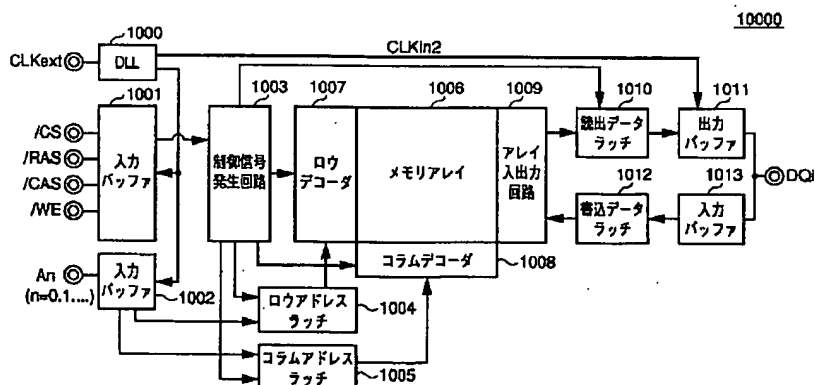 10000
1000
CLKext
DLL
CLKin2
1001
1003
1007
1006
1009
1010
1011
/CS
/RAS
/CAS
/WE
入力
バッファ
制御信号
発生回路
ロウ
デコーダ
メモリアレイ
アレイ
入出力
回路
読出データ
ラッチ
出力
バッファ
1012
1013
DQi
書込データ
ラッチ
入力
バッファ
コラムデコーダ
1008
An
(n=0.1....)
入力
バッファ
1002
ロウアドレス
ラッチ
1004
コラムアドレス
ラッチ
1005